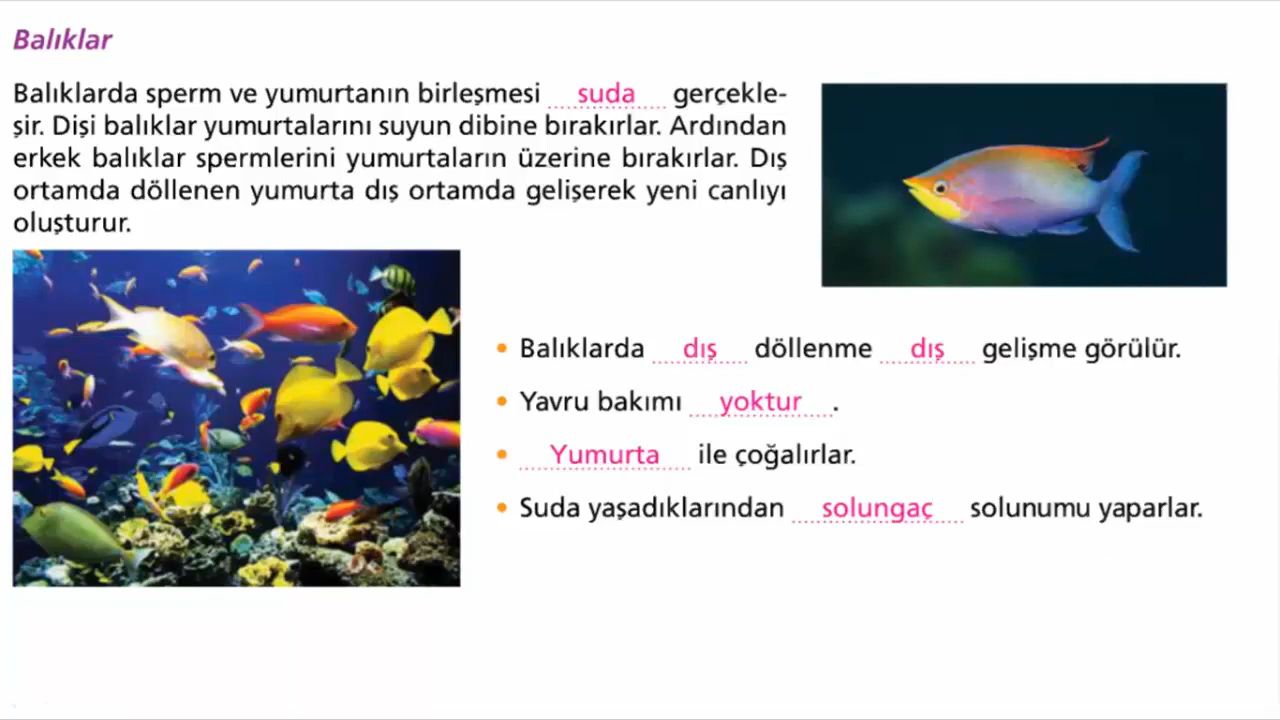 Balıklar
Balıklarda sperm ve yumurtanın birleşmesi suda gerçekle-
şir. Dişi balıklar yumurtalarını suyun dibine bırakırlar. Ardından
erkek balıklar spermlerini yumurtaların üzerine bırakırlar. Dış
ortamda döllenen yumurta dış ortamda gelişerek yeni canlıyı
oluşturur.
• Balıklarda dış döllenme dış gelişme görülür.
• Yavru bakımı yoktur.
• Yumurta ile çoğalırlar.
• Suda yaşadıklarından solungaç solunumu yaparlar.